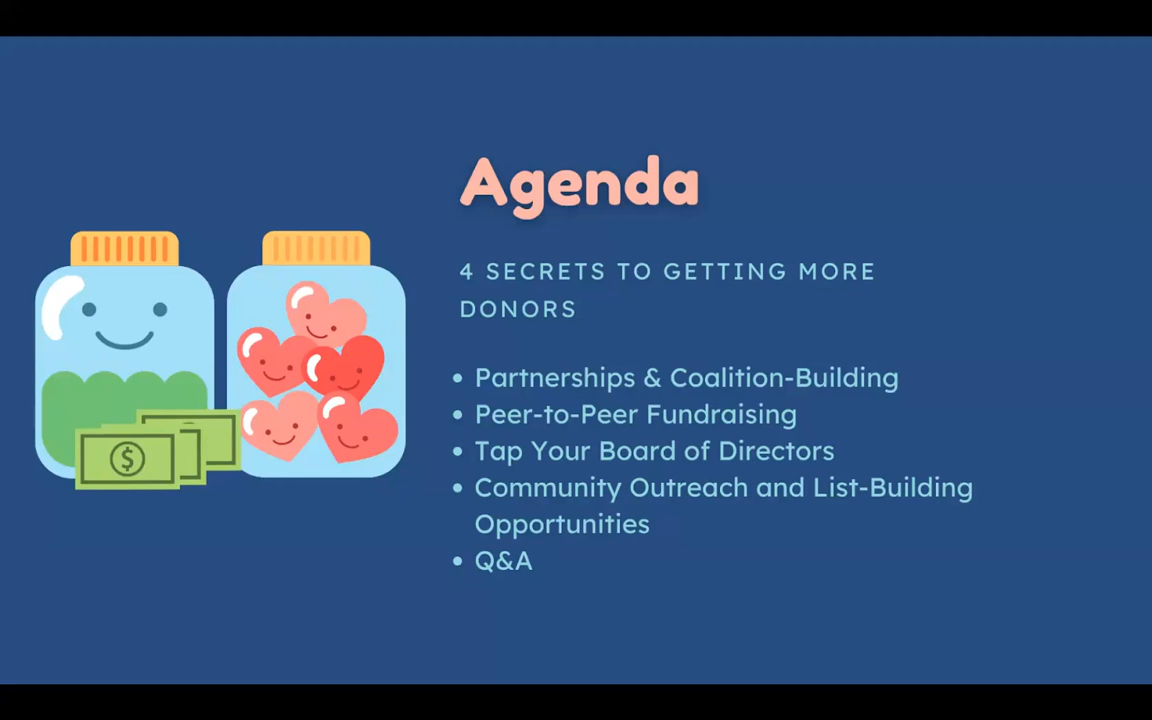 Agenda
4 SECRETS TO GETTING MORE
DONORS
• Partnerships & Coalition-Building
• Peer-to-Peer Fundraising
• Tap Your Board of Directors
• Community Outreach and List-Building
Opportunities
• Q&A
$